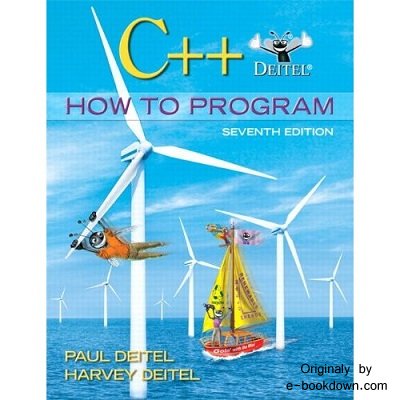 C++
DEITEL®
HOW TO PROGRAM
SEVENTH EDITION
PAUL DEITEL
HARVEY DEITEL
Originaly by
e-bookdown.com